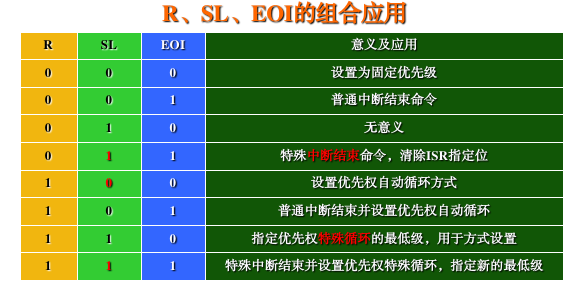 R、SL、EOI的组合应用
R SL EOI 意义及应用
0 0 0 设置为固定优先级
0 0 1 普通中断结束命令
0 1 0 无意义
0 1 1 特殊中断结束命令，清除ISR指定位
1 0 0 设置优先权自动循环方式
1 0 1 普通中断结束并设置优先权自动循环
1 1 0 指定优先权特殊循环的最低级，用于方式设置
1 1 1 特殊中断结束并设置优先权特殊循环，指定新的最低级